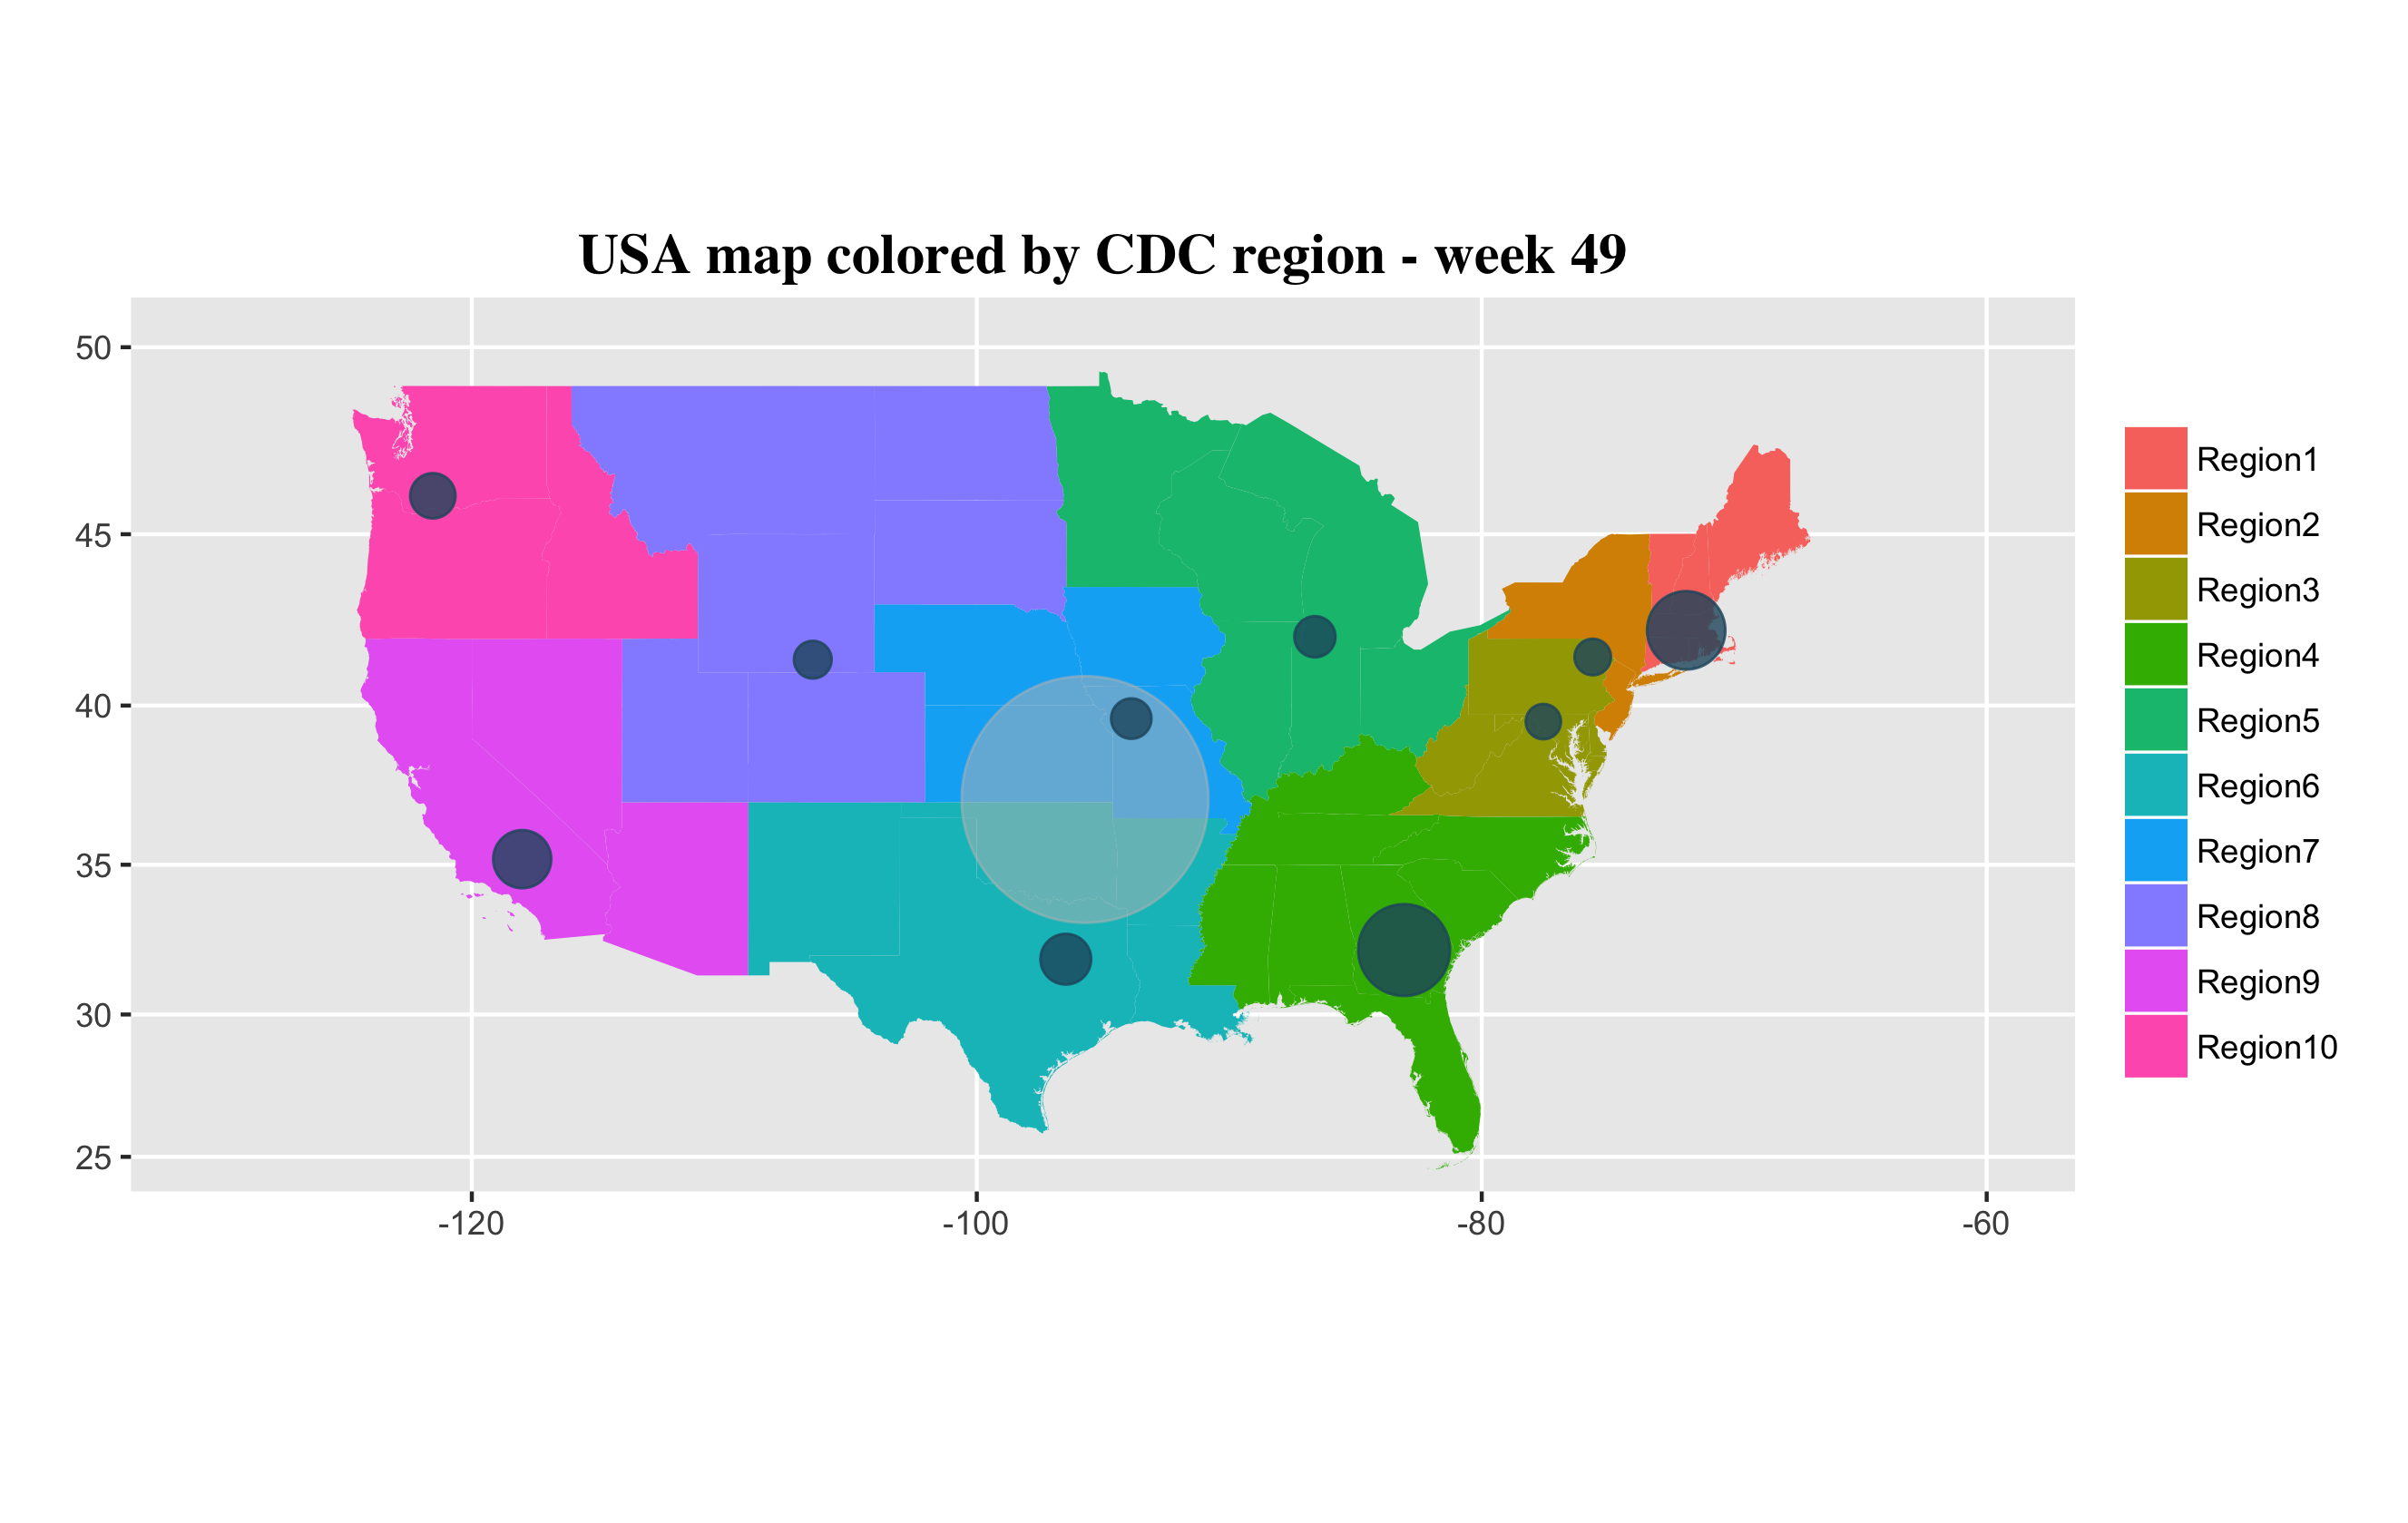 USA map colored by CDC region - week 49
50
45
40
35
30
25
-120
-100
-80
-60
Region1
Region2
Region3
Region4
Region5
Region6
Region7
Region8
Region9
Region10